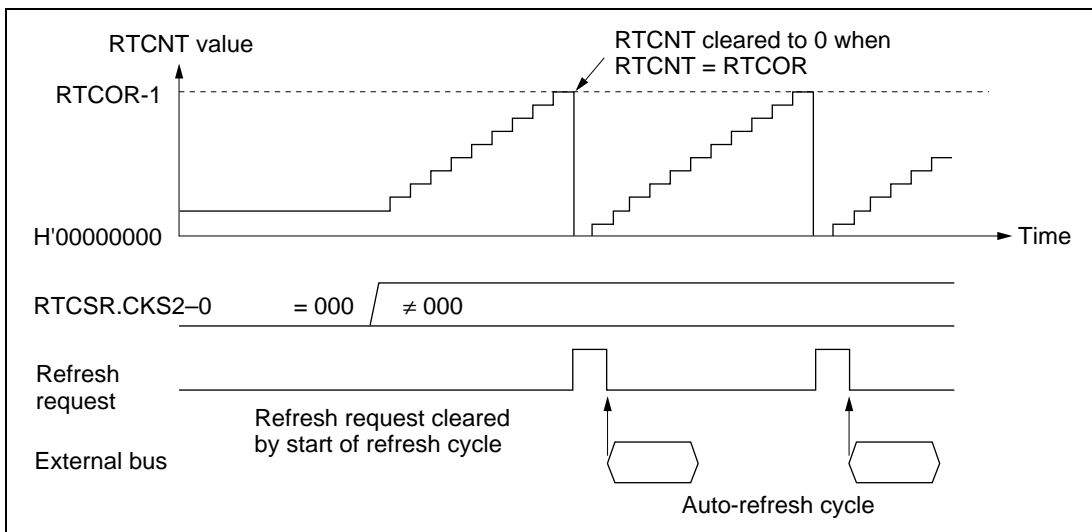 RTCNT value
RTCNT cleared to 0 when
RTCNT = RTCOR
RTCOR-1
H'00000000
Time
RTCSR.CKS2–0
= 000
≠ 000
Refresh
request
Refresh request cleared
by start of refresh cycle
External bus
Auto-refresh cycle